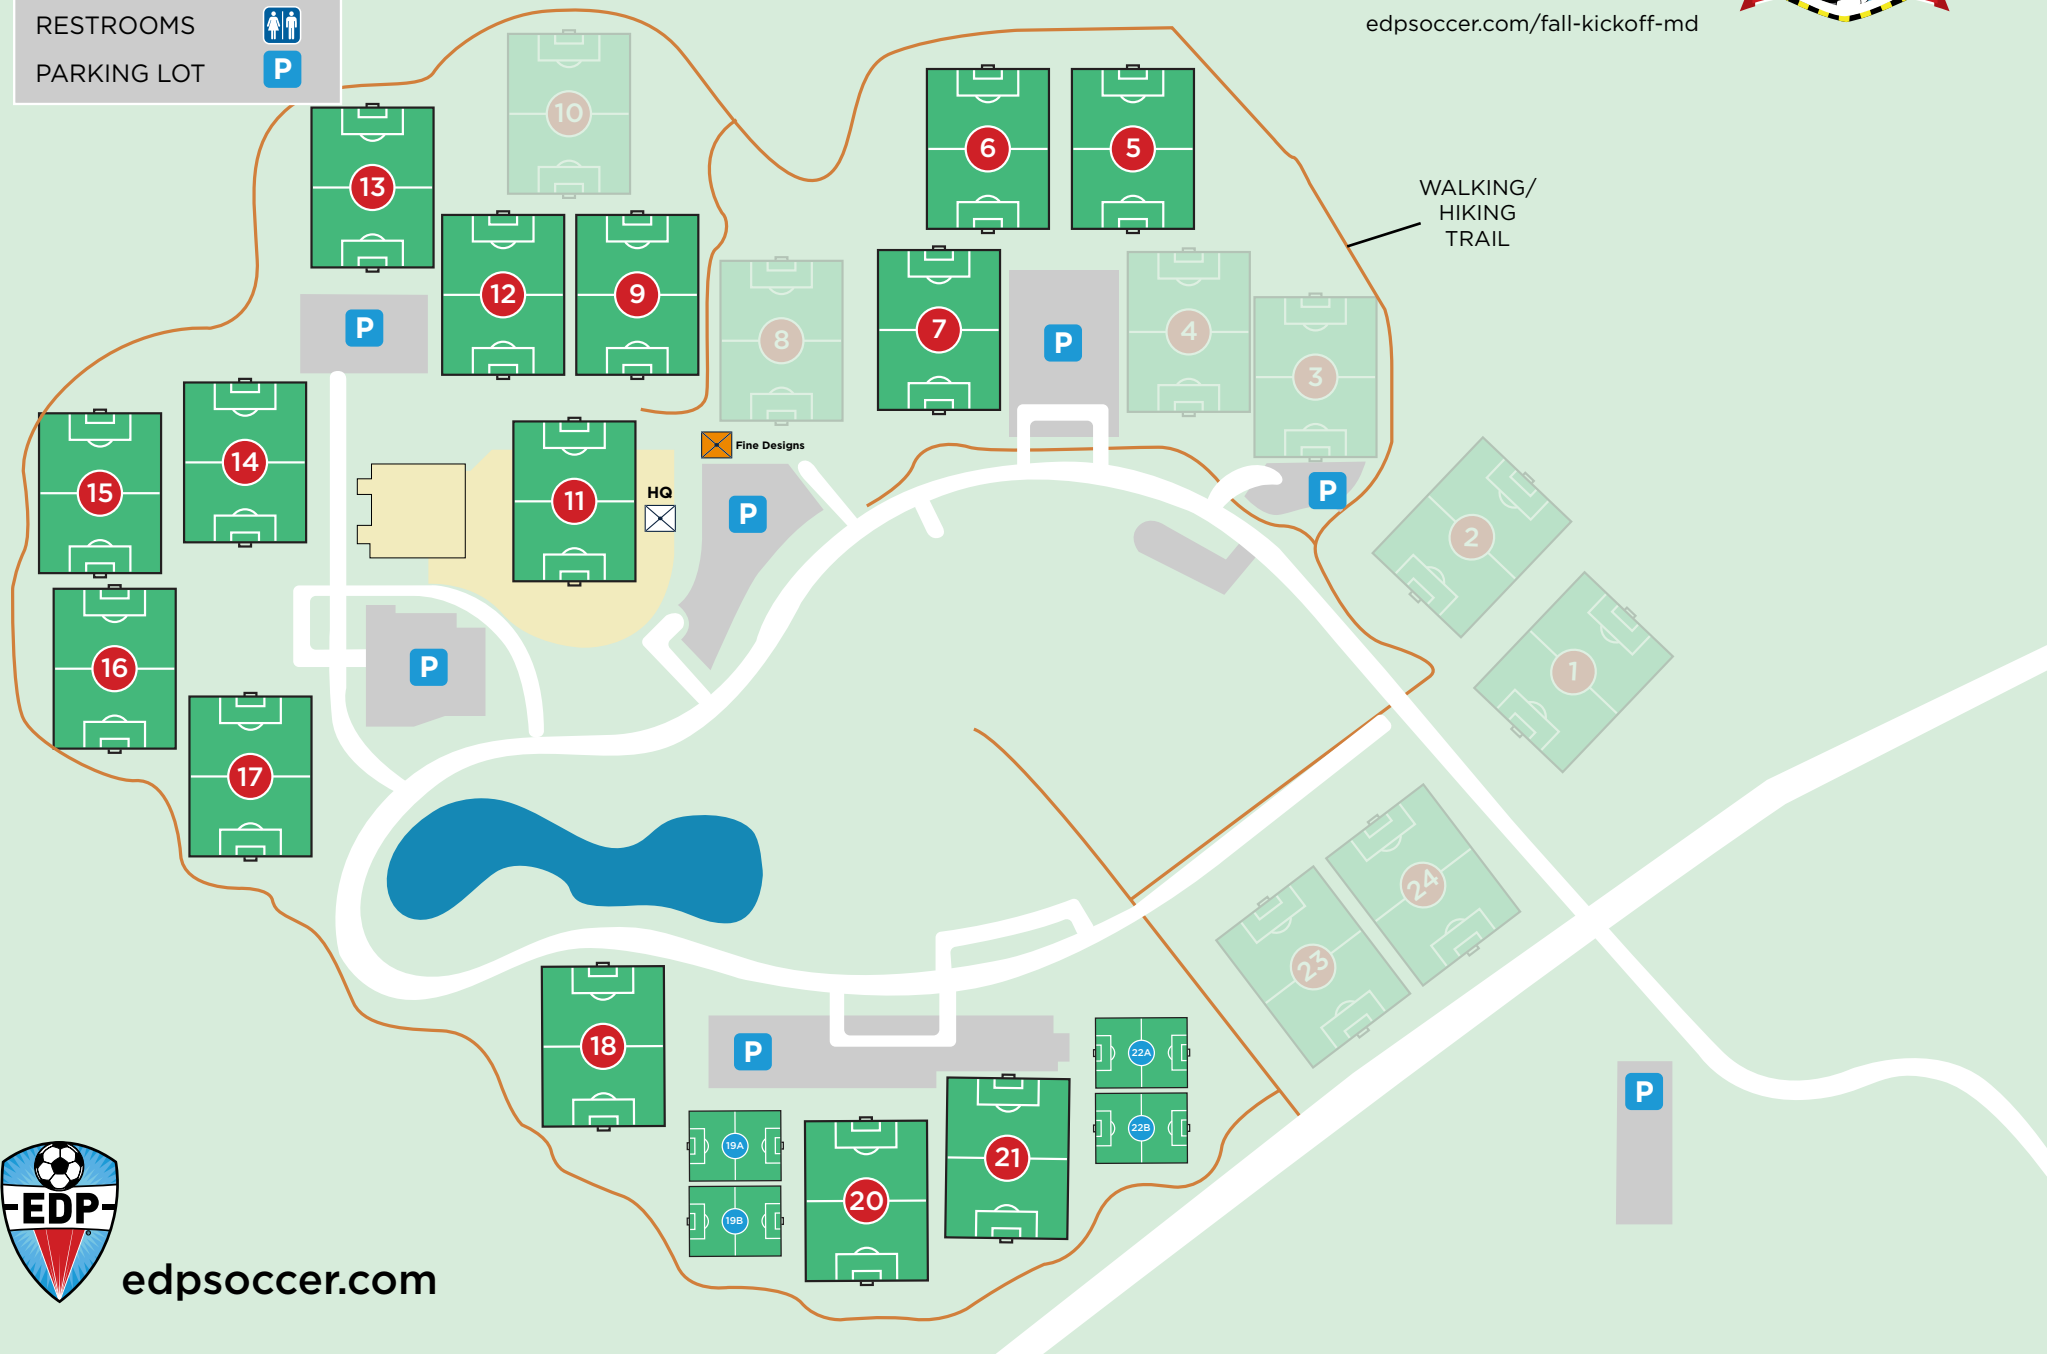 RESTROOMS
PARKING LOT
P
edpsoccer.com/fall-kickoff-md
10
6
5
13
WALKING/
HIKING
TRAIL
12
9
8
7
P
4
3
P
14
15
11
Fine Designs
HQ
P
P
2
16
P
1
17
24
23
18
P
22A
22B
P
19A
19B
20
21
EDP
edpsoccer.com